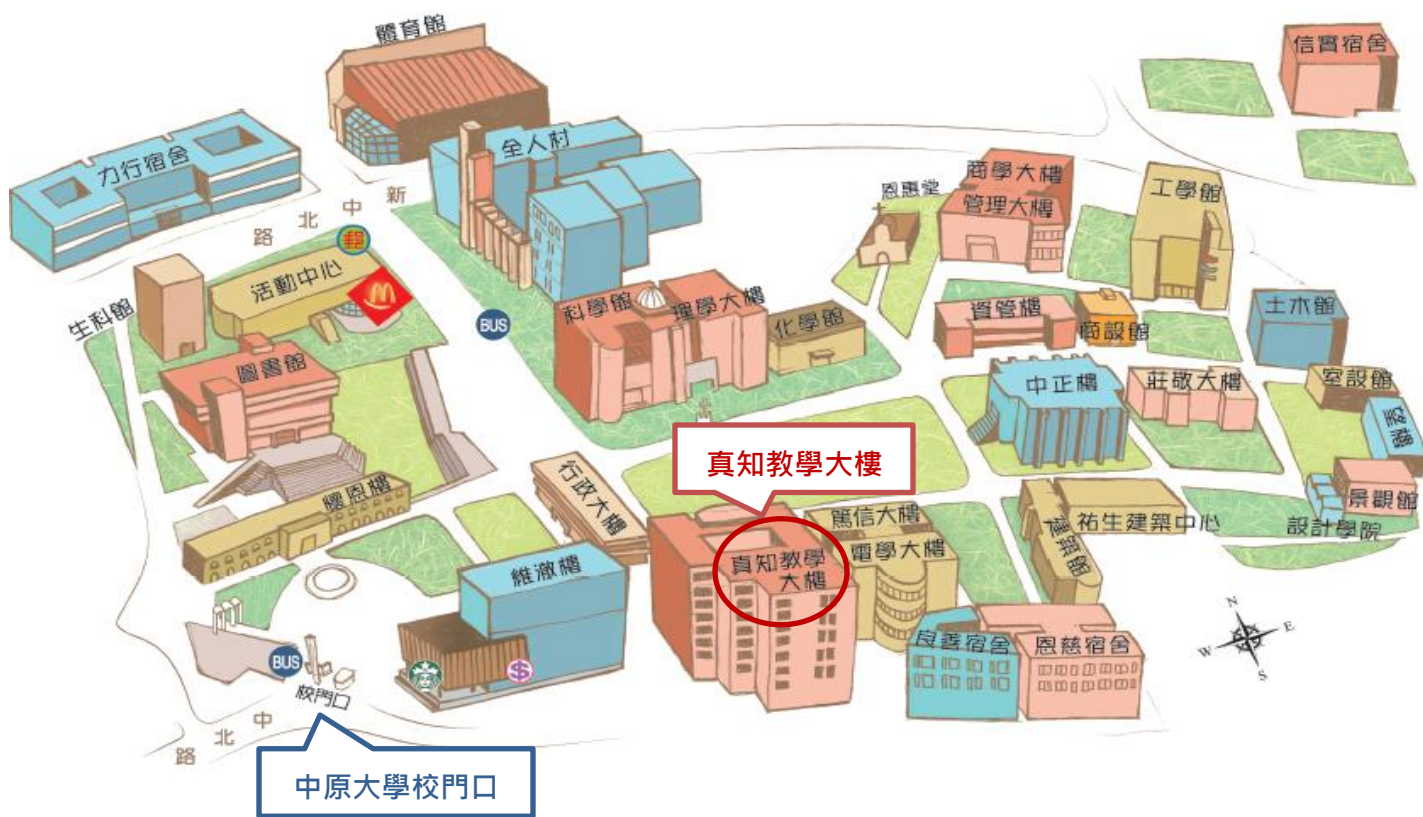 體育館
信實宿舍
全人村
力行宿舍
新中北路
郵
商學大樓
管理大樓
恩惠堂
工學館
活動中心
生科館
BUS
科學館
理學大樓
化學館
資管樓
商設館
土木館
圖書館
中正樓
莊敬大樓
室設館
望樓
真知教學大樓
行政大樓
懷恩樓
篤信大樓
電學大樓
真知教學
大樓
建築館
祐生建築中心
景觀館
設計學院
維澈樓
良善宿舍
恩慈宿舍
N
E
W
S
BUS
$
校門口
中北路
中原大學校門口